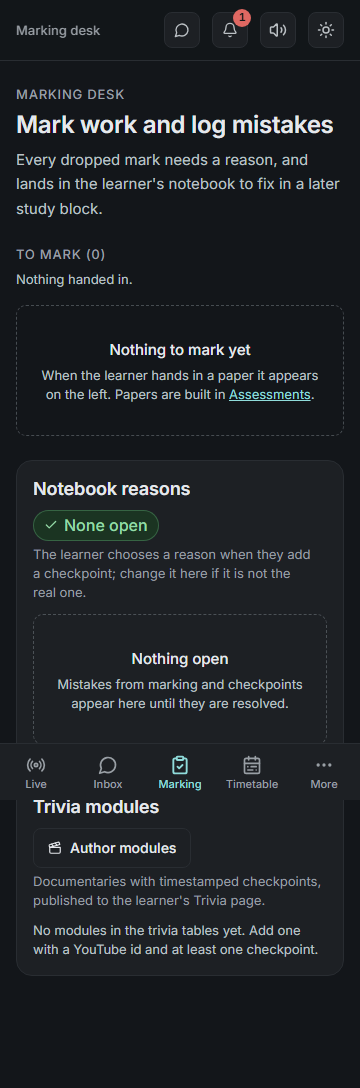 Marking desk
1
MARKING DESK
Mark work and log mistakes
Every dropped mark needs a reason, and
lands in the learner's notebook to fix in a later
study block.
TO MARK (0)
Nothing handed in.
Nothing to mark yet
When the learner hands in a paper it appears
on the left. Papers are built in Assessments.
Notebook reasons
None open
The learner chooses a reason when they add
a checkpoint; change it here if it is not the
real one.
Nothing open
Mistakes from marking and checkpoints
appear here until they are resolved.
Live
Inbox
Marking
Timetable
More
Trivia modules
Author modules
Documentaries with timestamped checkpoints,
published to the learner's Trivia page.
No modules in the trivia tables yet. Add one
with a YouTube id and at least one checkpoint.